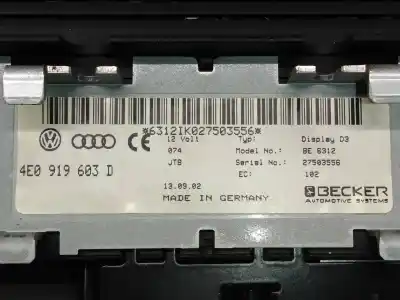 *6312IK027503556*
12 Volt Typ: Display D3
074 Model No.: BE 6312
4E0 919 603 D JTB Serial No.: 27503556
13.09.02 EC: 102
MADE IN GERMANY BECKER
AUTOMOTIVE SYSTEMS